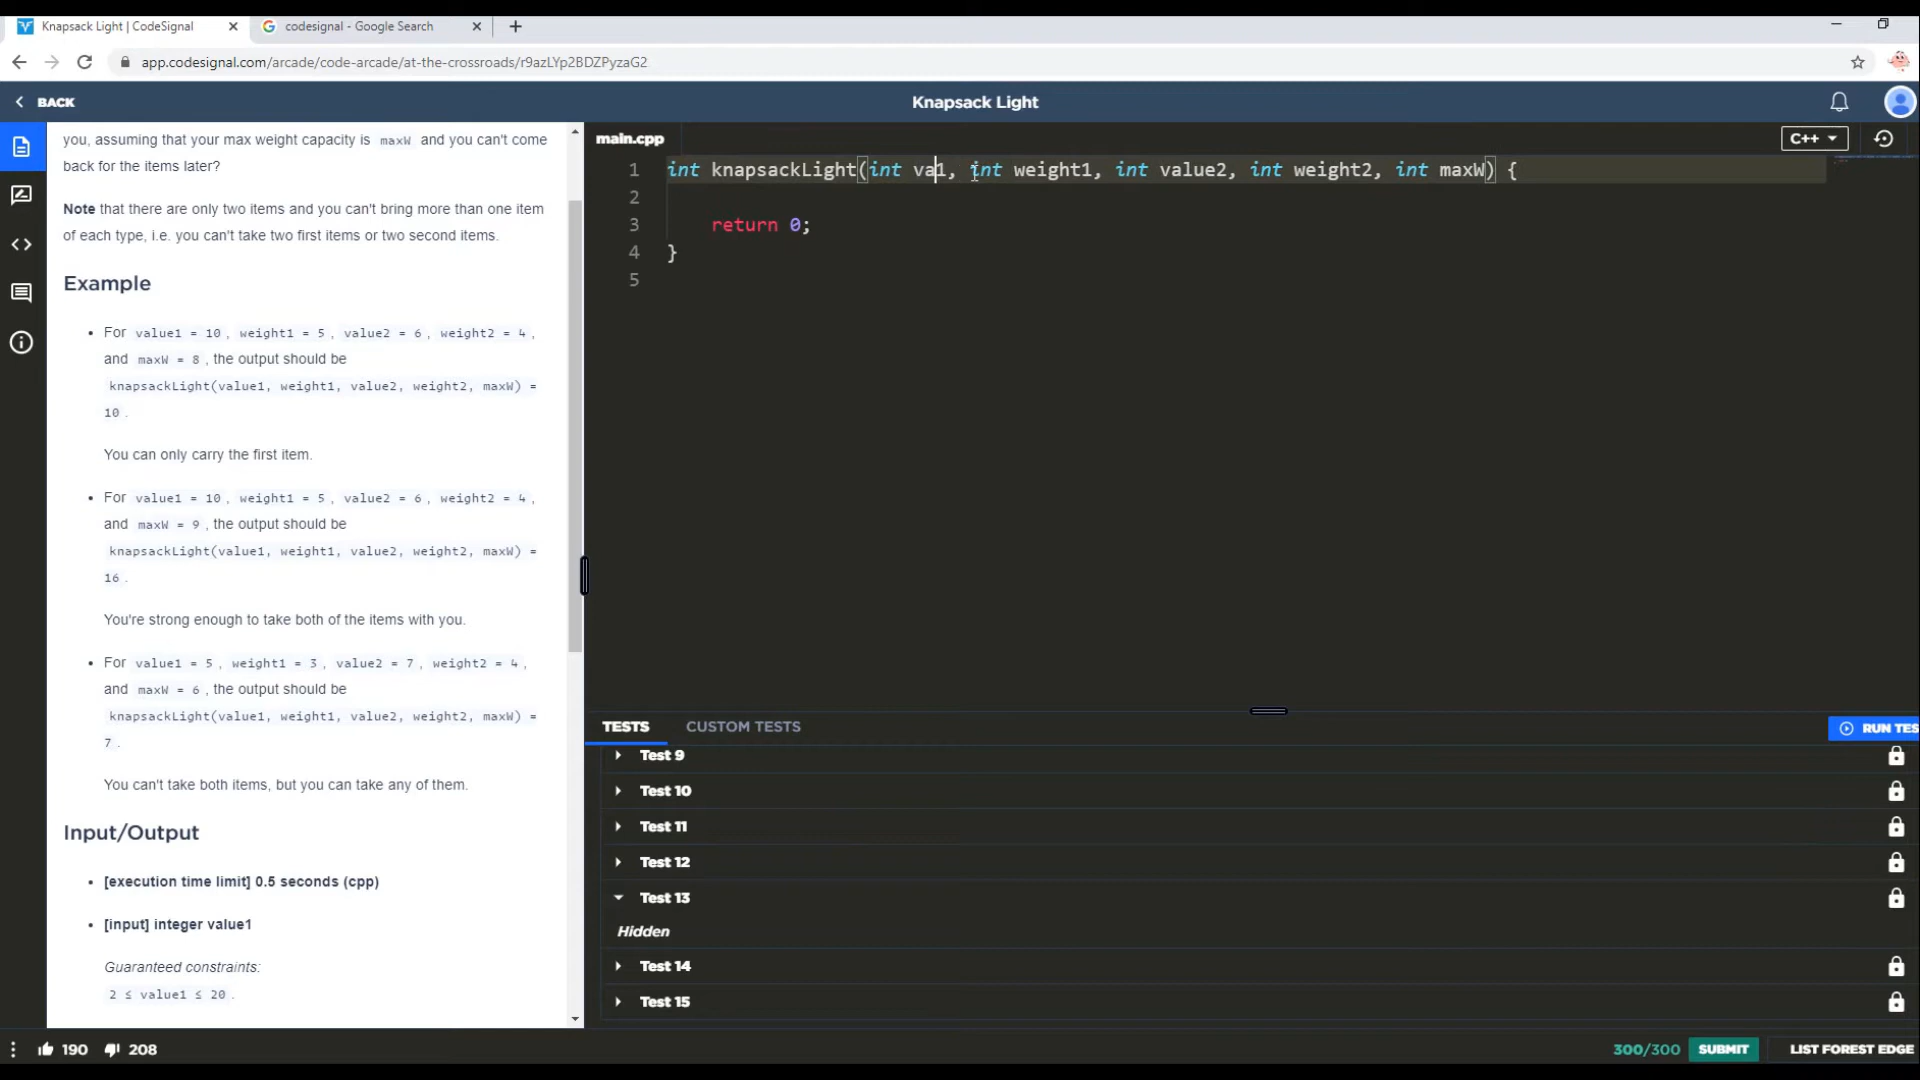 Knapsack Light | CodeSignal
codesignal - Google Search
app.codesignal.com/arcade/code-arcade/at-the-crossroads/r9azLYp2BDZPyzaG2
BACK
Knapsack Light
you, assuming that your max weight capacity is maxW and you can't come
back for the items later?
Note that there are only two items and you can't bring more than one item
of each type, i.e. you can't take two first items or two second items.
Example
• For value1 = 10 , weight1 = 5 , value2 = 6 , weight2 = 4 ,
and maxW = 8 , the output should be
knapsackLight(value1, weight1, value2, weight2, maxW) =
10 .
You can only carry the first item.
• For value1 = 10 , weight1 = 5 , value2 = 6 , weight2 = 4 ,
and maxW = 9 , the output should be
knapsackLight(value1, weight1, value2, weight2, maxW) =
16 .
You're strong enough to take both of the items with you.
• For value1 = 5 , weight1 = 3 , value2 = 7 , weight2 = 4 ,
and maxW = 6 , the output should be
knapsackLight(value1, weight1, value2, weight2, maxW) =
7 .
You can't take both items, but you can take any of them.
Input/Output
• [execution time limit] 0.5 seconds (cpp)
• [input] integer value1
Guaranteed constraints:
2 ≤ value1 ≤ 20 .
190 208
main.cpp
C++
1 int knapsackLight(int va1, int weight1, int value2, int weight2, int maxW) {
2
3 return 0;
4 }
5
TESTS CUSTOM TESTS
RUN TES
Test 9
Test 10
Test 11
Test 12
Test 13
Hidden
Test 14
Test 15
300/300 SUBMIT LIST FOREST EDGE